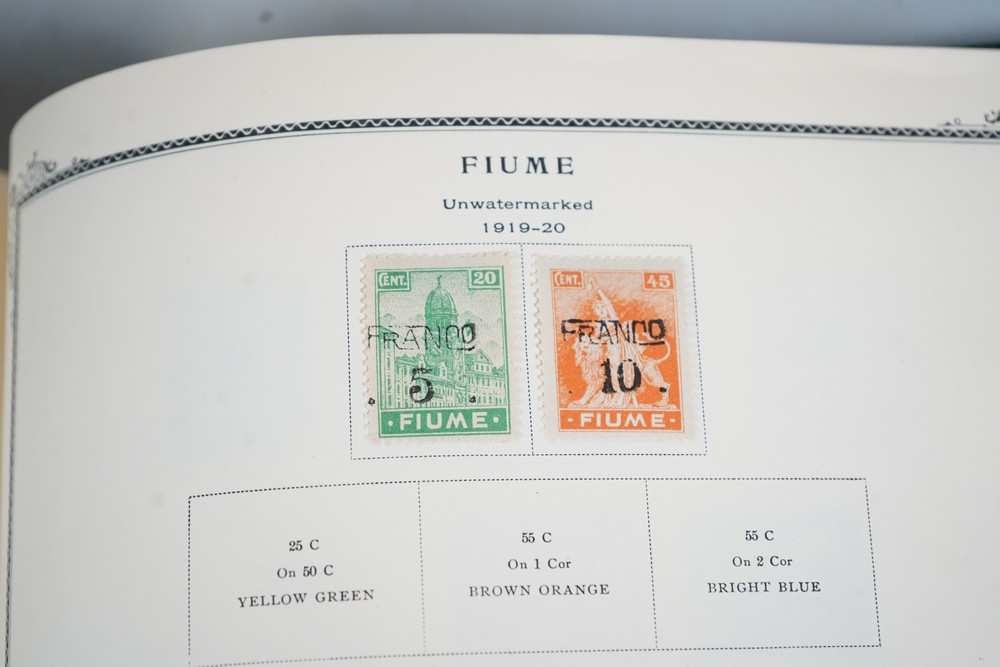 FIUME
Unwatermarked
1919-20
CENT. 20
FRANCO
5
·FIUME·
CENT. 45
FRANCO
10
·FIUME·
25 C
On 50 C
YELLOW GREEN
55 C
On 1 Cor
BROWN ORANGE
55 C
On 2 Cor
BRIGHT BLUE